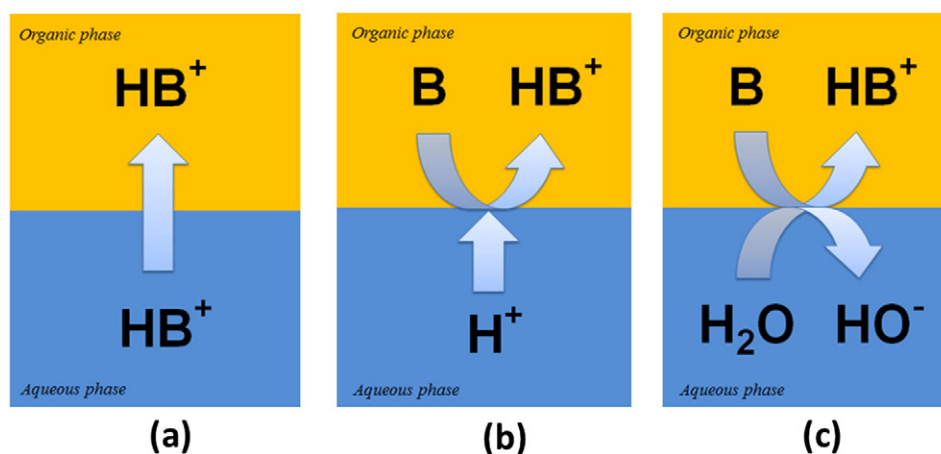 Organic phase
HB⁺
HB⁺
Aqueous phase
(a)
Organic phase
B HB⁺
H⁺
Aqueous phase
(b)
Organic phase
B HB⁺
H₂O HO⁻
Aqueous phase
(c)